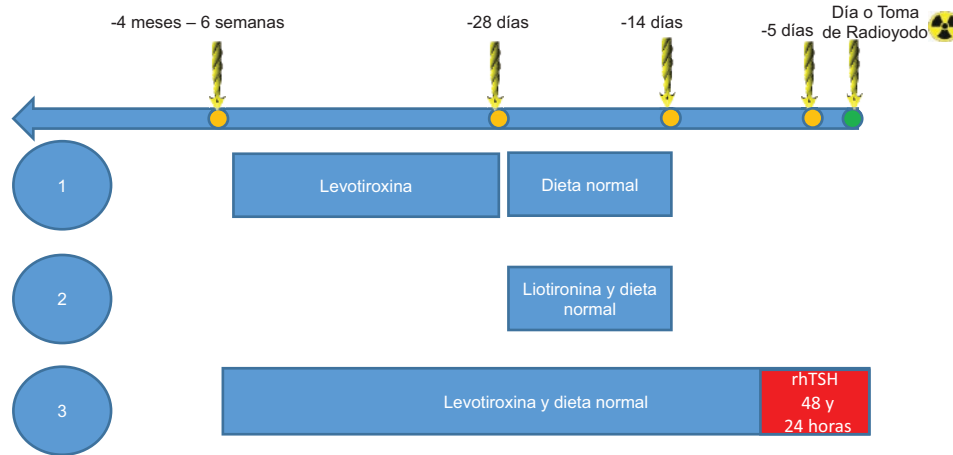 -4 meses – 6 semanas
-28 días
-14 días
-5 días
Día o Toma
de Radioyodo
1
Levotiroxina
Dieta normal
2
Liotironina y dieta
normal
3
Levotiroxina y dieta normal
rhTSH
48 y
24 horas